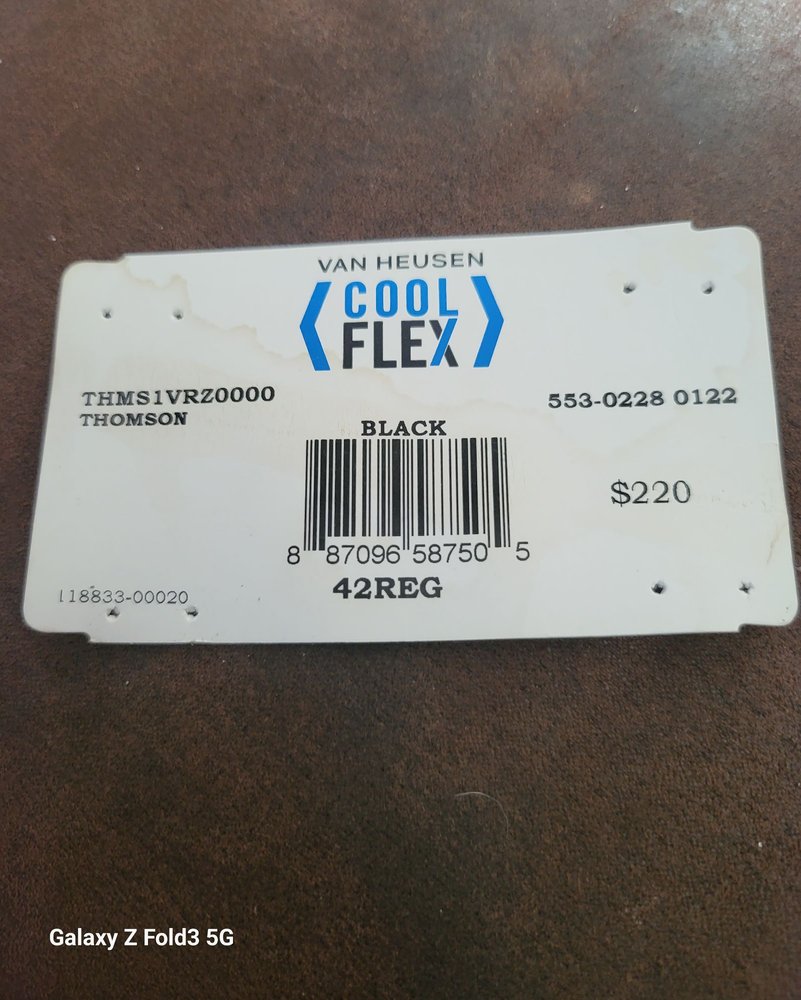 VAN HEUSEN
COOL
FLEX
THMS1VRZ0000
THOMSON
553-0228 0122
BLACK
$220
8 87096 58750 5
42REG
118833-00020
Galaxy Z Fold3 5G